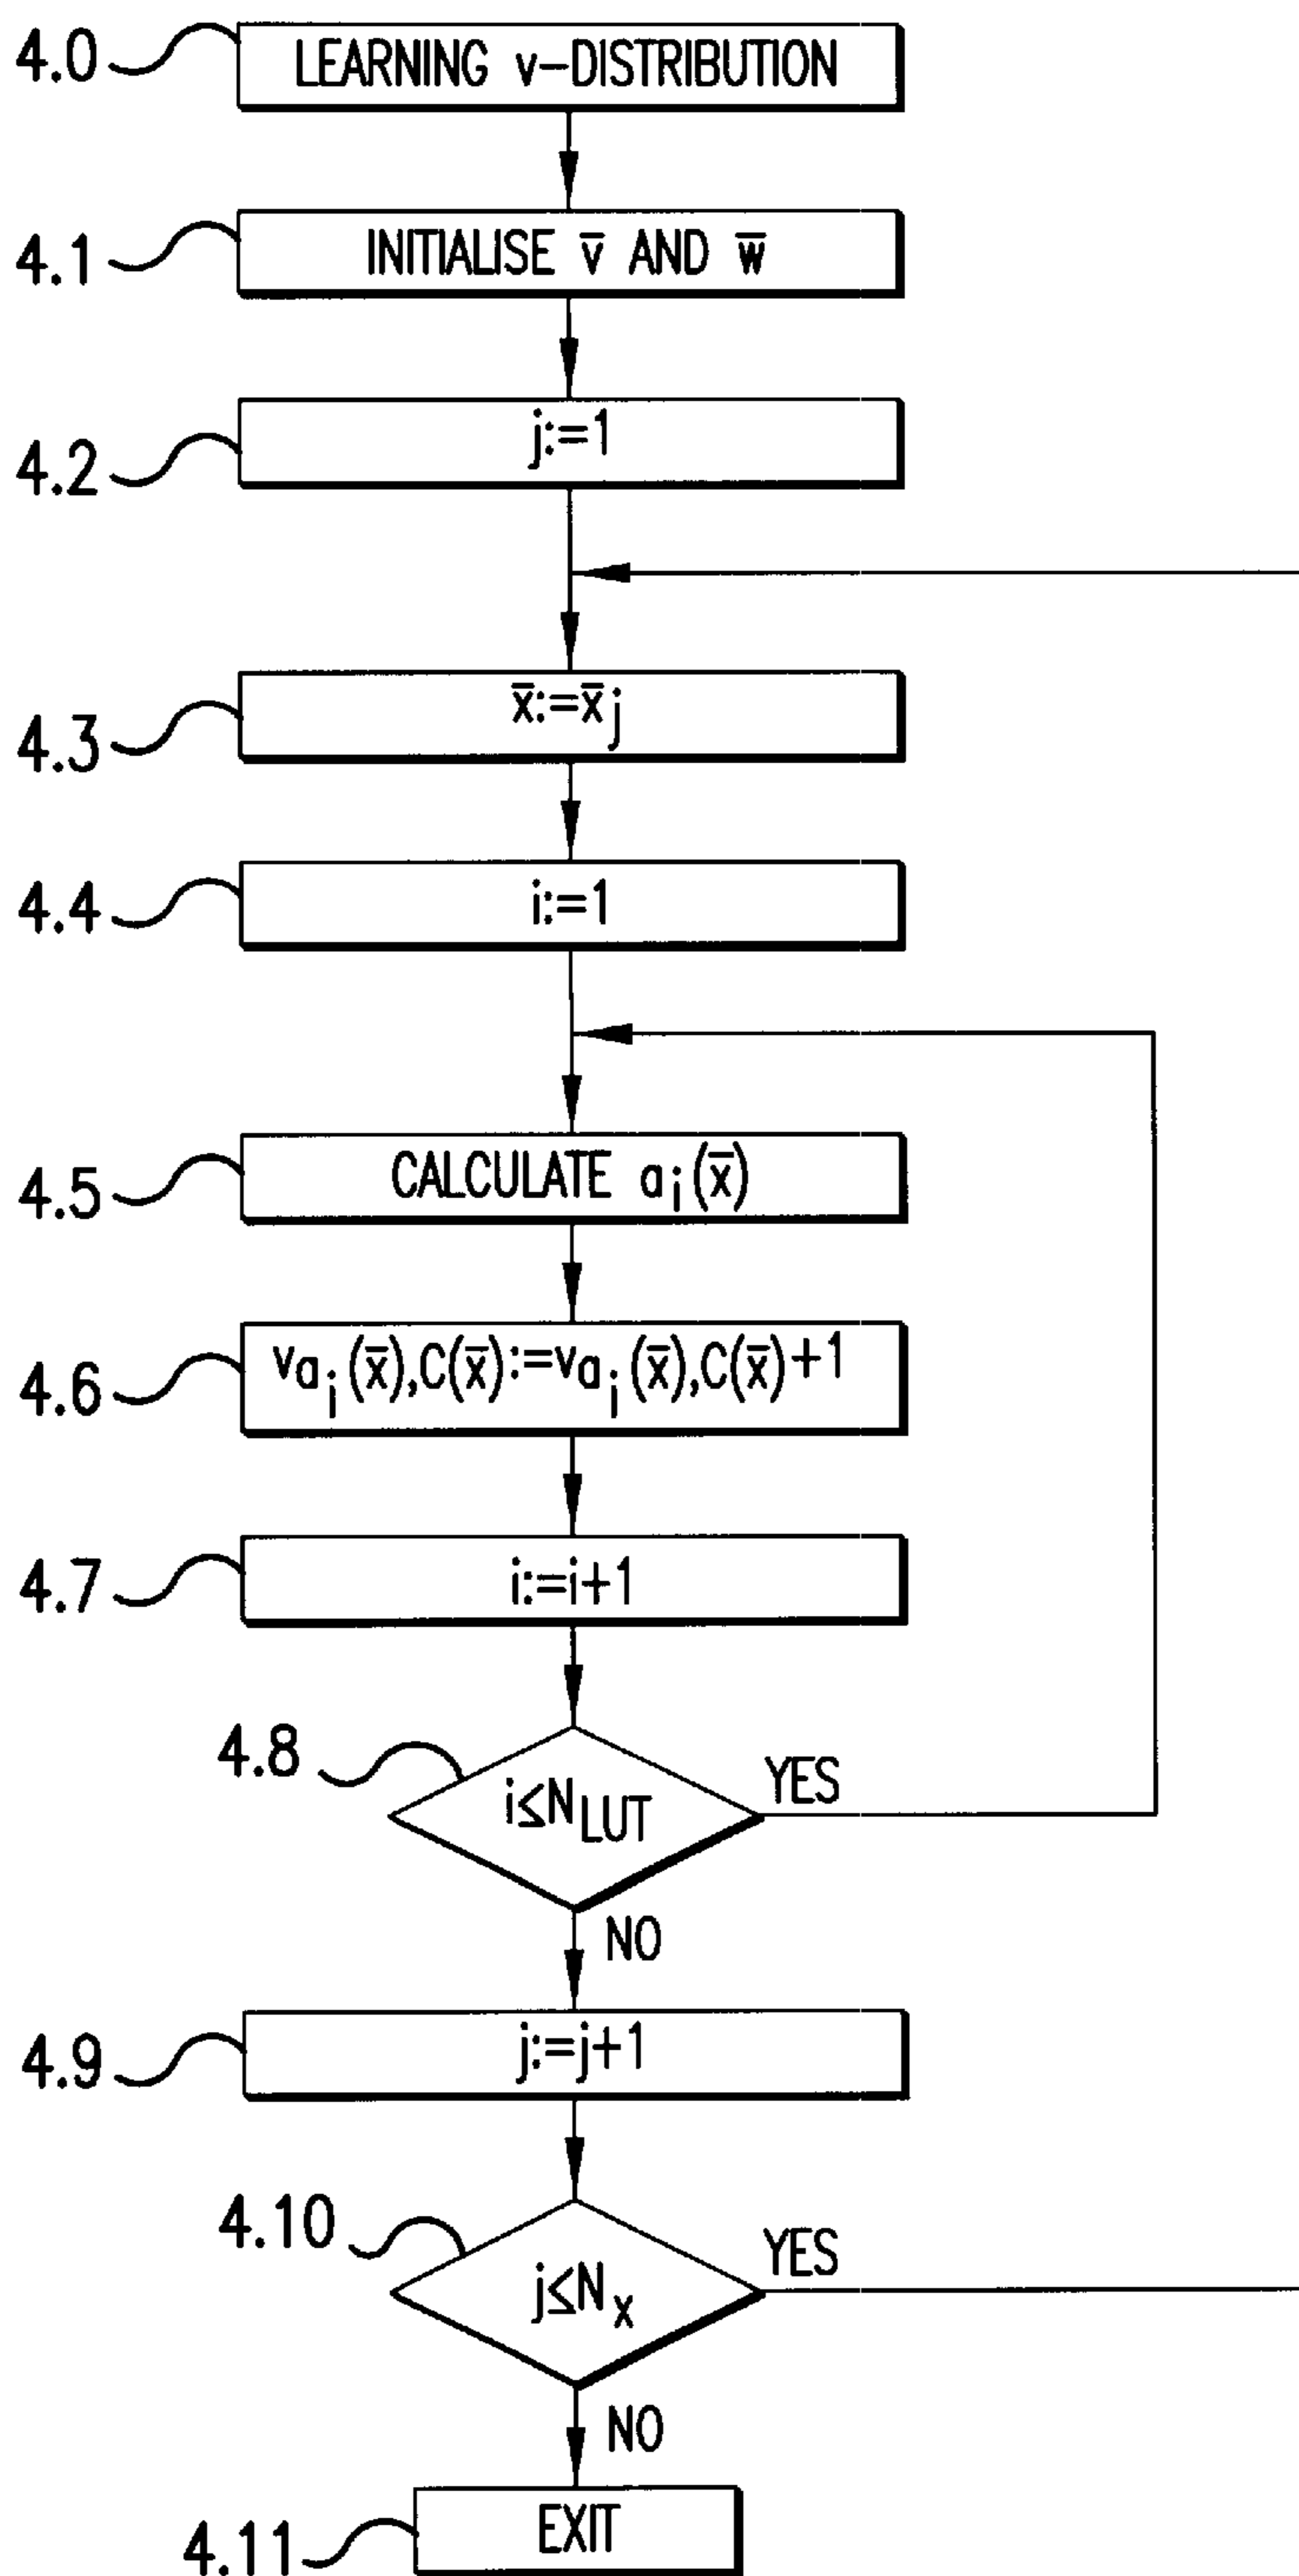 4.0 LEARNING v-DISTRIBUTION
4.1 INITIALISE v̅ AND w̅
4.2 j:=1
4.3 x̅:=x̅j
4.4 i:=1
4.5 CALCULATE ai(x̅)
4.6 vai(x̅),C(x̅):=vai(x̅),C(x̅)+1
4.7 i:=i+1
4.8 i≤NLUT YES
NO
4.9 j:=j+1
4.10 j≤Nx YES
NO
4.11 EXIT